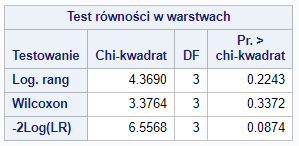 Test równości w warstwach
Testowanie Chi-kwadrat DF Pr. > chi-kwadrat
Log. rang 4.3690 3 0.2243
Wilcoxon 3.3764 3 0.3372
-2Log(LR) 6.5568 3 0.0874